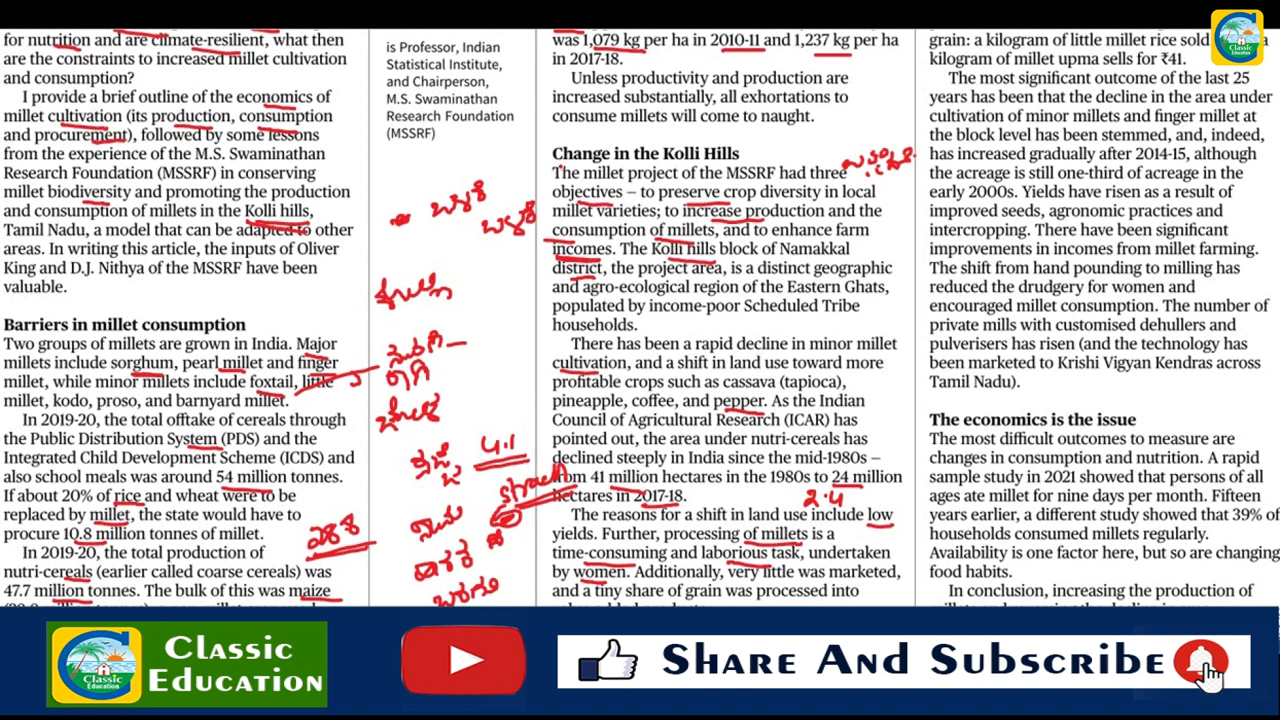 for nutrition and are climate-resilient, what then
are the constraints to increased millet cultivation
and consumption?
I provide a brief outline of the economics of
millet cultivation (its production, consumption
and procurement), followed by some lessons
from the experience of the M.S. Swaminathan
Research Foundation (MSSRF) in conserving
millet biodiversity and promoting the production
and consumption of millets in the Kolli hills,
Tamil Nadu, a model that can be adapted to other
areas. In writing this article, the inputs of Oliver
King and D.J. Nithya of the MSSRF have been
valuable.
Barriers in millet consumption
Two groups of millets are grown in India. Major
millets include sorghum, pearl millet and finger
millet, while minor millets include foxtail, little
millet, kodo, proso, and barnyard millet.
In 2019-20, the total offtake of cereals through
the Public Distribution System (PDS) and the
Integrated Child Development Scheme (ICDS) and
also school meals was around 54 million tonnes.
If about 20% of rice and wheat were to be
replaced by millet, the state would have to
procure 10.8 million tonnes of millet.
In 2019-20, the total production of
nutri-cereals (earlier called coarse cereals) was
47.7 million tonnes. The bulk of this was maize
is Professor, Indian
Statistical Institute,
and Chairperson,
M.S. Swaminathan
Research Foundation
(MSSRF)
ರಾಗಿ
4.1
starch
288
was 1,079 kg per ha in 2010-11 and 1,237 kg per ha
in 2017-18.
Unless productivity and production are
increased substantially, all exhortations to
consume millets will come to naught.
Change in the Kolli Hills
The millet project of the MSSRF had three
objectives – to preserve crop diversity in local
millet varieties; to increase production and the
consumption of millets, and to enhance farm
incomes. The Kolli hills block of Namakkal
district, the project area, is a distinct geographic
and agro-ecological region of the Eastern Ghats,
populated by income-poor Scheduled Tribe
households.
There has been a rapid decline in minor millet
cultivation, and a shift in land use toward more
profitable crops such as cassava (tapioca),
pineapple, coffee, and pepper. As the Indian
Council of Agricultural Research (ICAR) has
pointed out, the area under nutri-cereals has
declined steeply in India since the mid-1980s –
from 41 million hectares in the 1980s to 24 million
hectares in 2017-18.
2.4
The reasons for a shift in land use include low
yields. Further, processing of millets is a
time-consuming and laborious task, undertaken
by women. Additionally, very little was marketed,
and a tiny share of grain was processed into
grain: a kilogram of little millet rice sold
kilogram of millet upma sells for ₹41.
The most significant outcome of the last 25
years has been that the decline in the area under
cultivation of minor millets and finger millet at
the block level has been stemmed, and, indeed,
has increased gradually after 2014-15, although
the acreage is still one-third of acreage in the
early 2000s. Yields have risen as a result of
improved seeds, agronomic practices and
intercropping. There have been significant
improvements in incomes from millet farming.
The shift from hand pounding to milling has
reduced the drudgery for women and
encouraged millet consumption. The number of
private mills with customised dehullers and
pulverisers has risen (and the technology has
been marketed to Krishi Vigyan Kendras across
Tamil Nadu).
The economics is the issue
The most difficult outcomes to measure are
changes in consumption and nutrition. A rapid
sample study in 2021 showed that persons of all
ages ate millet for nine days per month. Fifteen
years earlier, a different study showed that 39% of
households consumed millets regularly.
Availability is one factor here, but so are changing
food habits.
In conclusion, increasing the production of
Classic
Education
Classic
Education
Classic
Education
Share And Subscribe